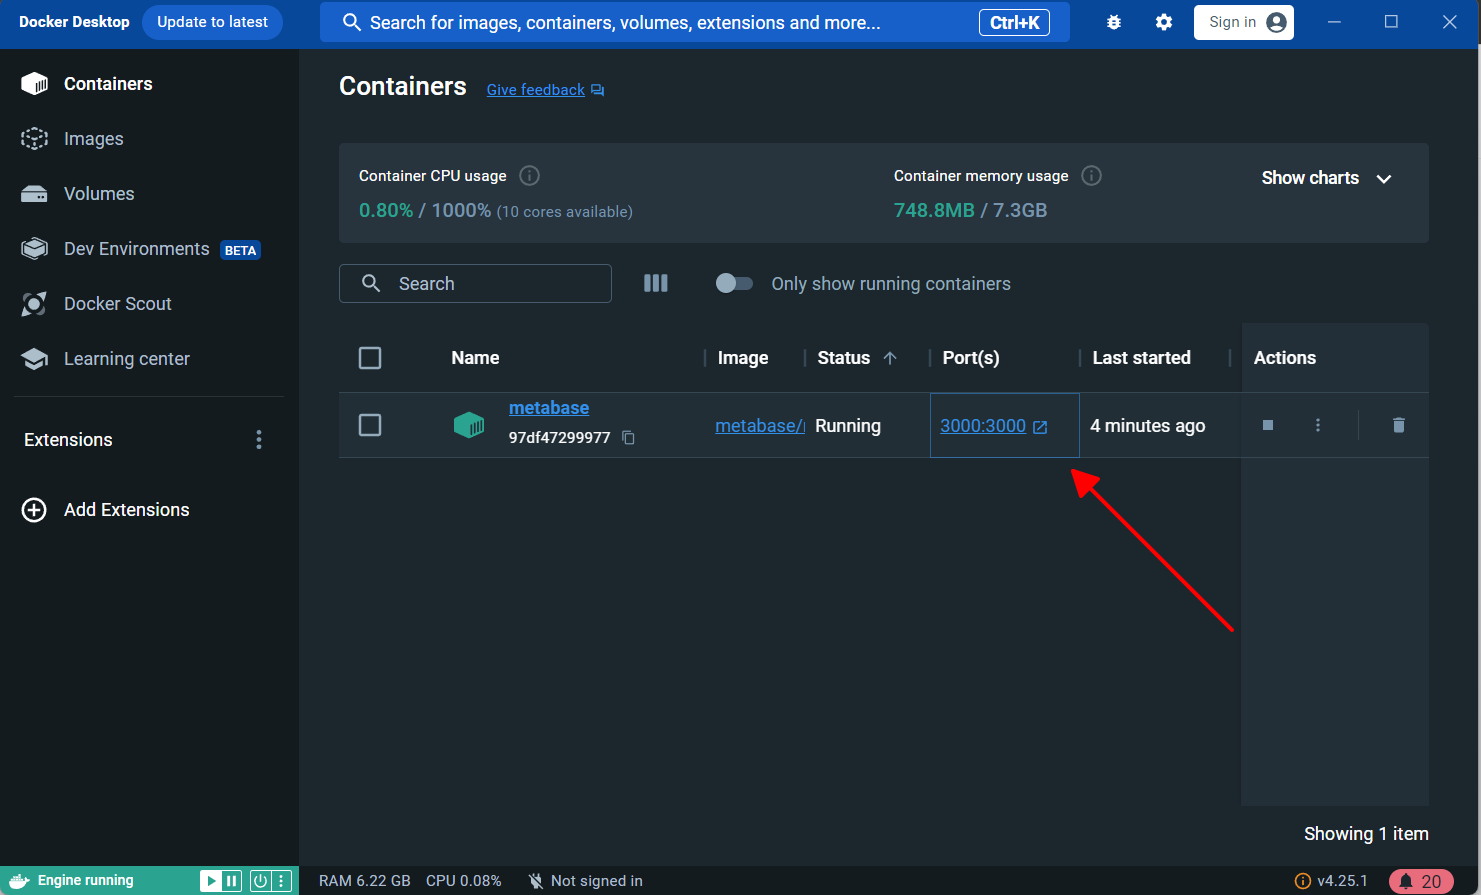 Docker Desktop Update to latest Search for images, containers, volumes, extensions and more... Ctrl+K Sign in
Containers
Images
Volumes
Dev Environments BETA
Docker Scout
Learning center
Extensions
Add Extensions
Containers Give feedback
Container CPU usage
0.80% / 1000% (10 cores available)
Container memory usage
748.8MB / 7.3GB
Show charts
Search Only show running containers
Name Image Status Port(s) Last started Actions
metabase
97df47299977
metabase/ Running 3000:3000 4 minutes ago
Showing 1 item
Engine running RAM 6.22 GB CPU 0.08% Not signed in v4.25.1 20